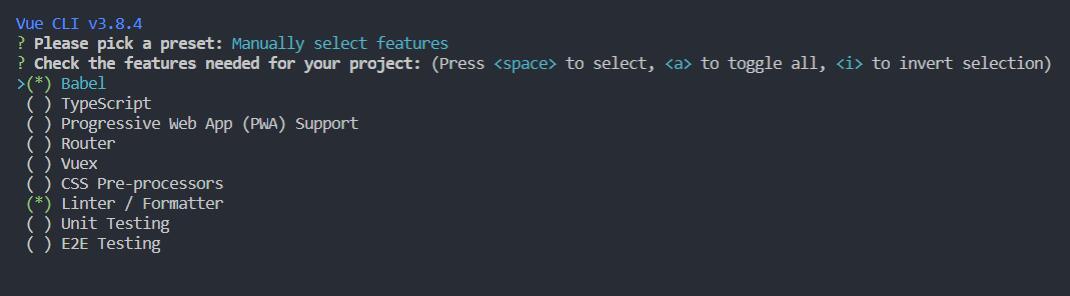 Vue CLI v3.8.4
? Please pick a preset: Manually select features
? Check the features needed for your project: (Press <space> to select, <a> to toggle all, <i> to invert selection)
>(*) Babel
( ) TypeScript
( ) Progressive Web App (PWA) Support
( ) Router
( ) Vuex
( ) CSS Pre-processors
(*) Linter / Formatter
( ) Unit Testing
( ) E2E Testing